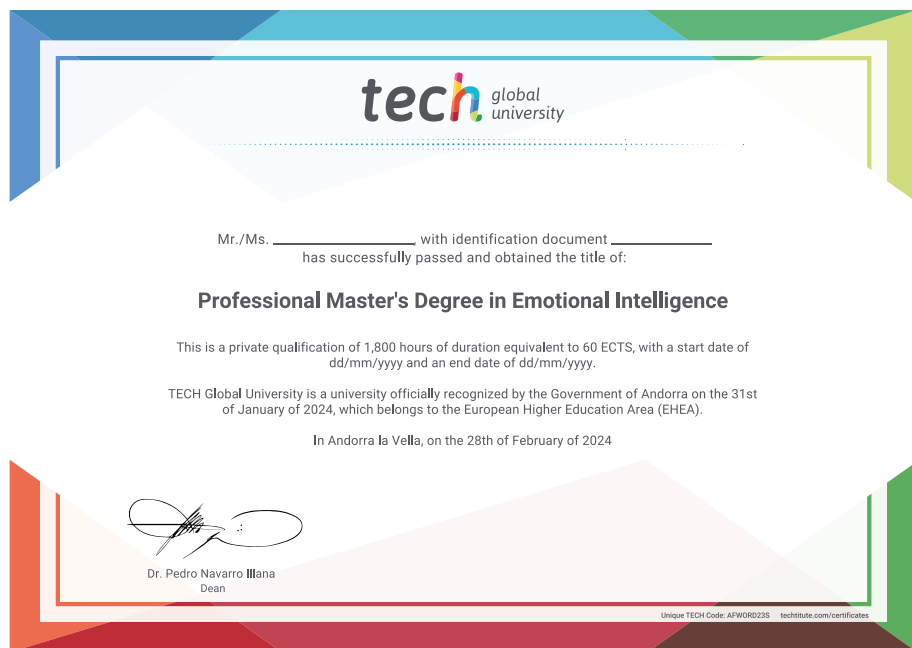 tech global university
Mr./Ms. ______________, with identification document __________
has successfully passed and obtained the title of:
Professional Master's Degree in Emotional Intelligence
This is a private qualification of 1,800 hours of duration equivalent to 60 ECTS, with a start date of
dd/mm/yyyy and an end date of dd/mm/yyyy.
TECH Global University is a university officially recognized by the Government of Andorra on the 31st
of January of 2024, which belongs to the European Higher Education Area (EHEA).
In Andorra la Vella, on the 28th of February of 2024
Dr. Pedro Navarro Illana
Dean
Unique TECH Code: AFWORD23S techtitute.com/certificates